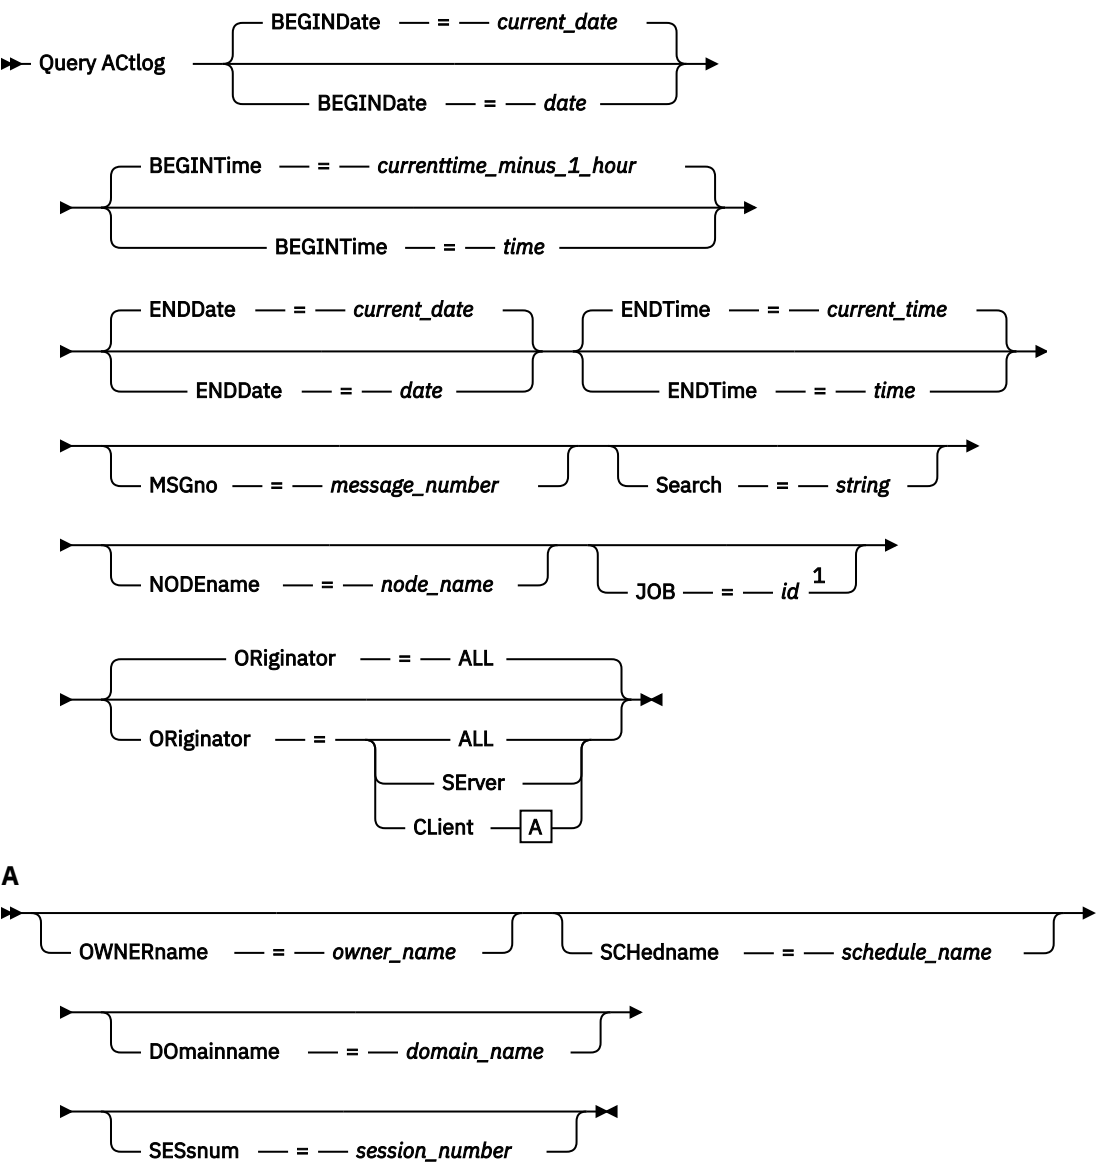 BEGINDate = current_date
Query ACtlog
BEGINDate = date
BEGINTime = currenttime_minus_1_hour
BEGINTime = time
ENDDate = current_date ENDTime = current_time
ENDDate = date ENDTime = time
MSGno = message_number Search = string
NODEname = node_name JOB = id 1
ORiginator = ALL
ORiginator = ALL
SErver
CLient A
A
OWNERname = owner_name SCHedname = schedule_name
DOmainname = domain_name
SESsnum = session_number